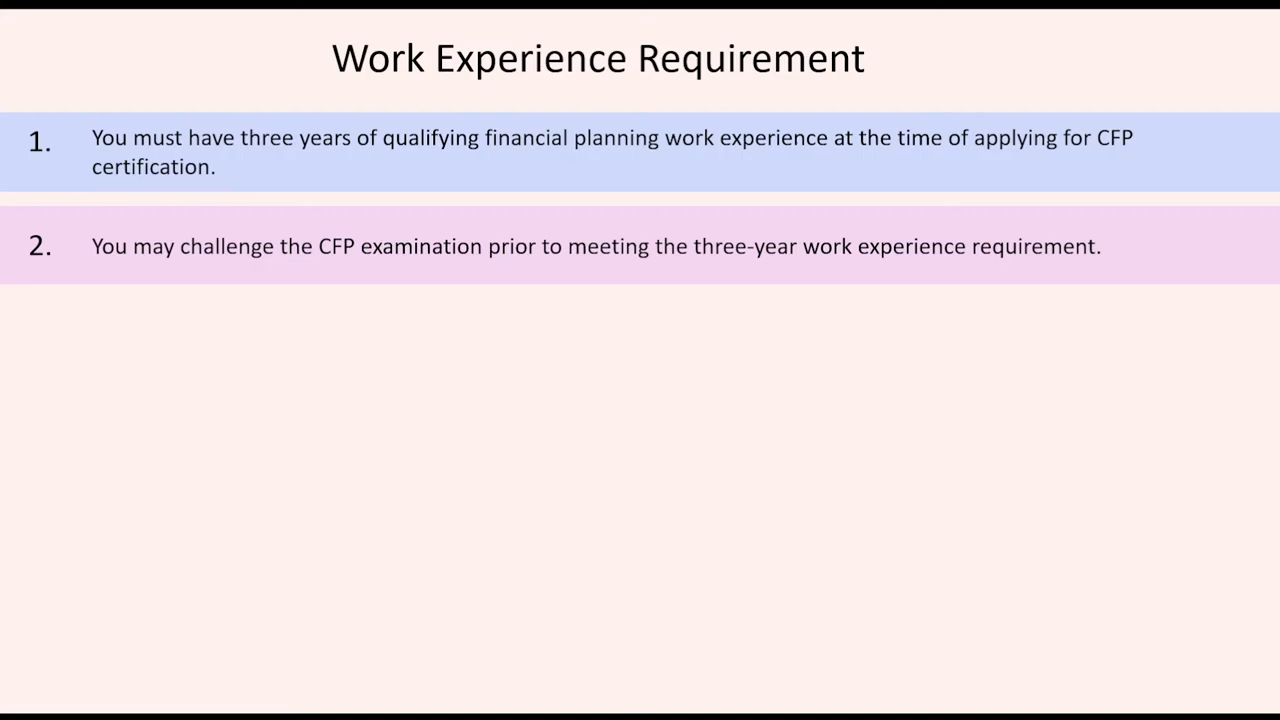 Work Experience Requirement
1. You must have three years of qualifying financial planning work experience at the time of applying for CFP
certification.
2. You may challenge the CFP examination prior to meeting the three-year work experience requirement.